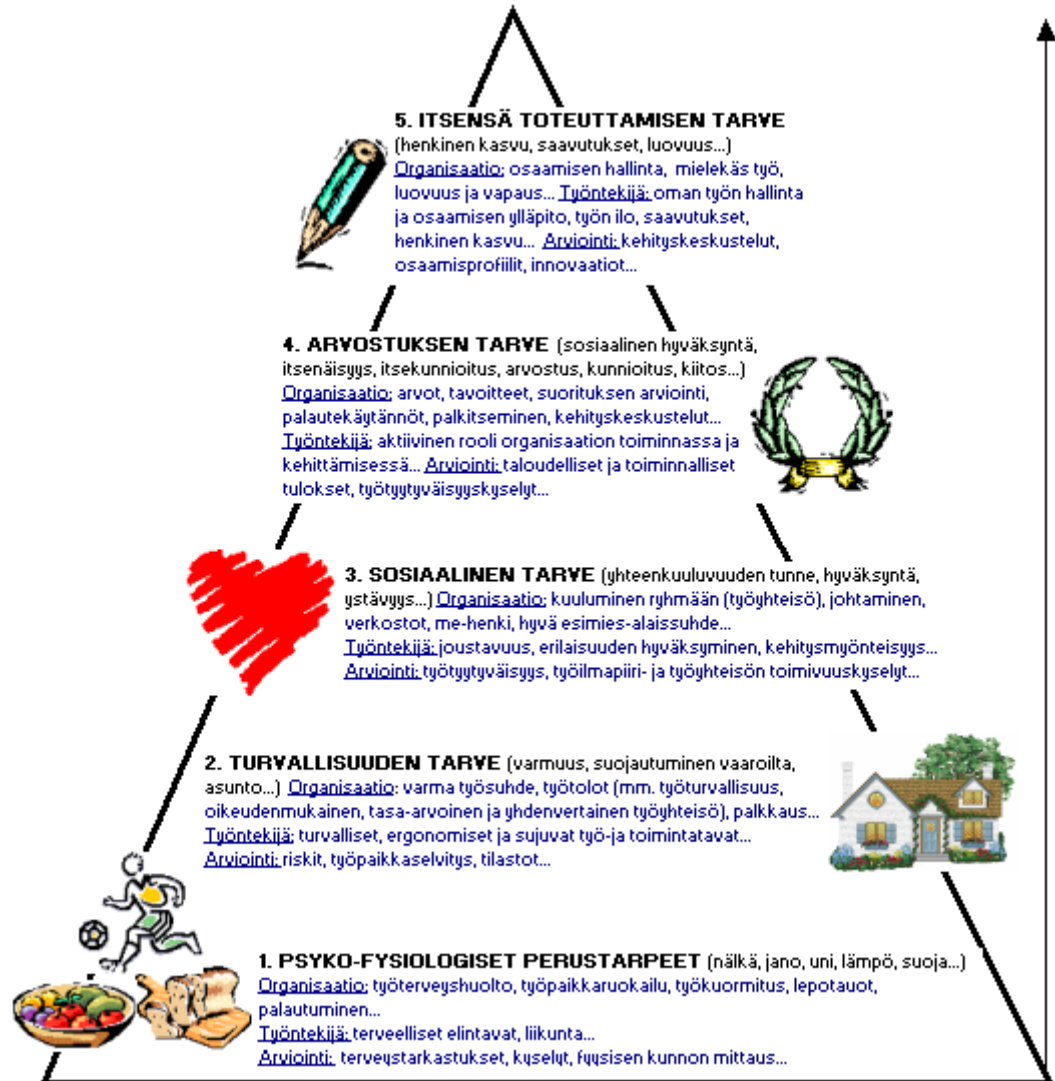 5. ITSENSÄ TOTEUTTAMISEN TARVE
(henkinen kasvu, saavutukset, luovuus...)
Organisaatio: osaamisen hallinta, mielekäs työ,
luovuus ja vapaus... Työntekijä: oman työn hallinta
ja osaamisen ylläpito, työn ilo, saavutukset,
henkinen kasvu... Arviointi: kehityskeskustelut,
osaamisprofiilit, innovaatiot...
4. ARVOSTUKSEN TARVE (sosiaalinen hyväksyntä,
itsenäisyys, itsekunnioitus, arvostus, kunnioitus, kiitos...)
Organisaatio: arvot, tavoitteet, suorituksen arviointi,
palautekäytännöt, palkitseminen, kehityskeskustelut...
Työntekijä: aktiivinen rooli organisaation toiminnassa ja
kehittämisessä... Arviointi: taloudelliset ja toiminnalliset
tulokset, työtyytyväisyyskyselyt...
3. SOSIAALINEN TARVE (yhteenkuuluvuuden tunne, hyväksyntä,
ystävyys...) Organisaatio: kuuluminen ryhmään (työyhteisö), johtaminen,
verkostot, me-henki, hyvä esimies-alaissuhde...
Työntekijä: joustavuus, erilaisuuden hyväksyminen, kehitysmyönteisyys...
Arviointi: työtyytyväisyys, työilmapiiri- ja työyhteisön toimivuuskyselyt...
2. TURVALLISUUDEN TARVE (varmuus, suojautuminen vaaroilta,
asunto...) Organisaatio: varma työsuhde, työtolot (mm. työturvallisuus,
oikeudenmukainen, tasa-arvoinen ja yhdenvertainen työyhteisö), palkkaus...
Työntekijä: turvalliset, ergonomiset ja sujuvat työ-ja toimintatavat...
Arviointi: riskit, työpaikkaselvitys, tilastot...
1. PSYKO-FYSIOLOGISET PERUSTARPEET (nälkä, jano, uni, lämpö, suoja...)
Organisaatio: työterveyshuolto, työpaikkaruokailu, työkuormitus, lepotauot,
palautuminen...
Työntekijä: terveelliset elintavat, liikunta...
Arviointi: terveystarkastukset, kyselyt, fyysisen kunnon mittaus...